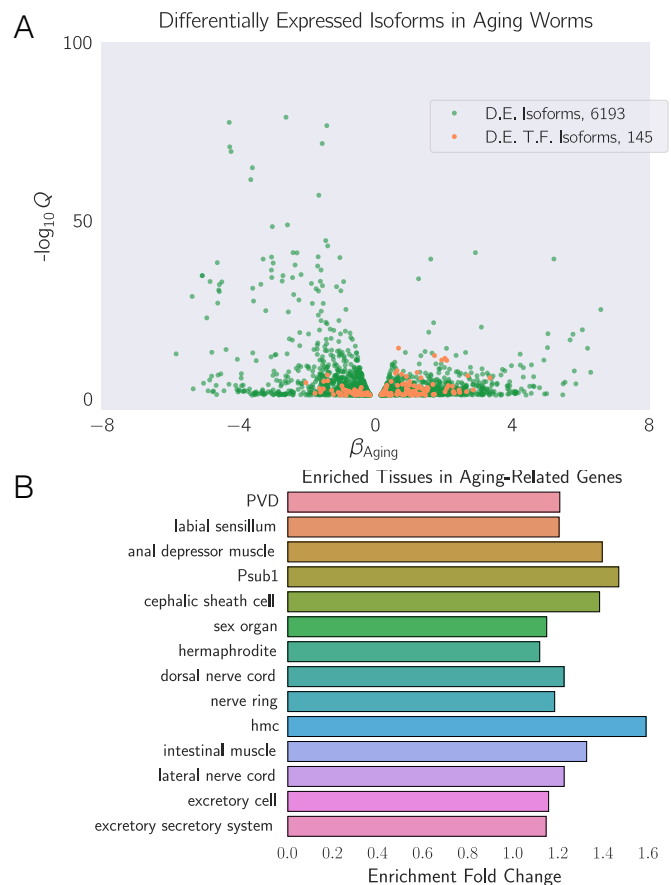 A
Differentially Expressed Isoforms in Aging Worms
100
50
0
-log10 Q
D.E. Isoforms, 6193
D.E. T.F. Isoforms, 145
−8 −4 0 4 8
βAging
B
Enriched Tissues in Aging-Related Genes
PVD
labial sensillum
anal depressor muscle
Psub1
cephalic sheath cell
sex organ
hermaphrodite
dorsal nerve cord
nerve ring
hmc
intestinal muscle
lateral nerve cord
excretory cell
excretory secretory system
0.0 0.2 0.4 0.6 0.8 1.0 1.2 1.4 1.6
Enrichment Fold Change